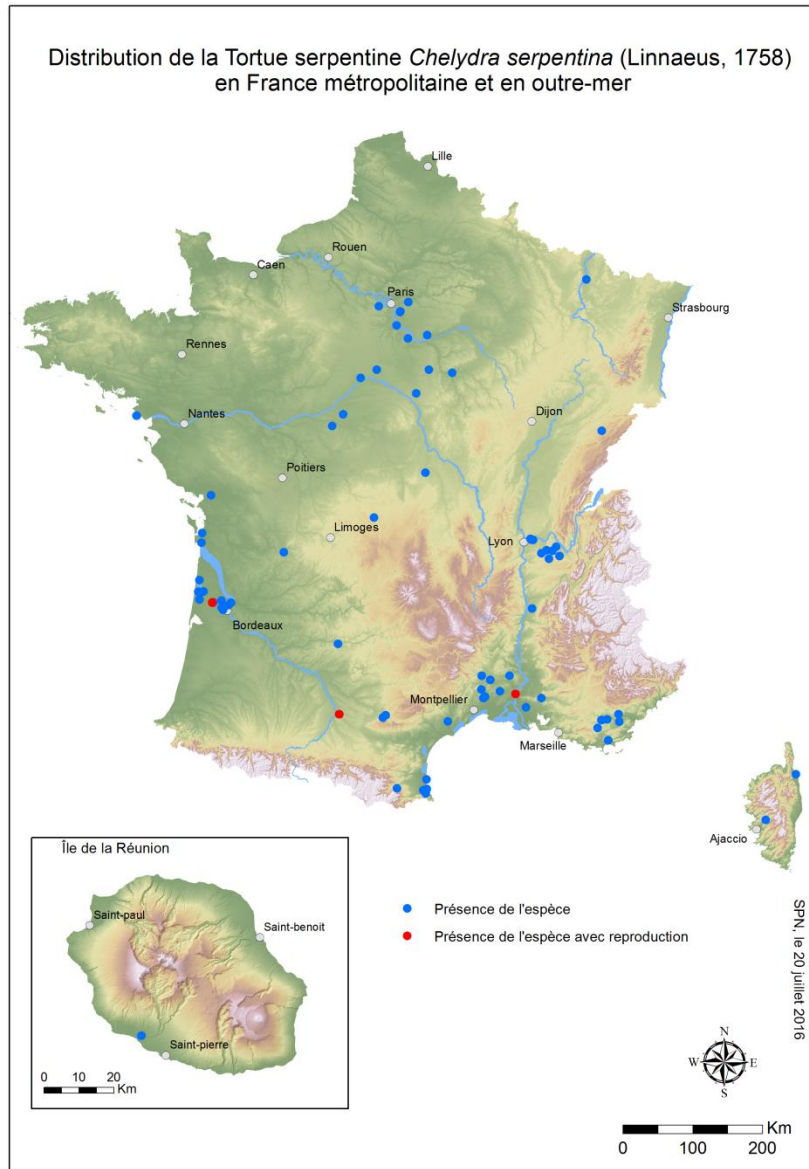 Distribution de la Tortue serpentine Chelydra serpentina (Linnaeus, 1758)
en France métropolitaine et en outre-mer
Lille
Rouen
Caen
Paris
Strasbourg
Rennes
Nantes
Dijon
Poitiers
Limoges
Lyon
Bordeaux
Montpellier
Marseille
Ajaccio
Île de la Réunion
Saint-paul
Saint-benoit
Saint-pierre
0 10 20
Km
Présence de l'espèce
Présence de l'espèce avec reproduction
SPN, le 20 juillet 2016
N
W E
S
Km
0 100 200